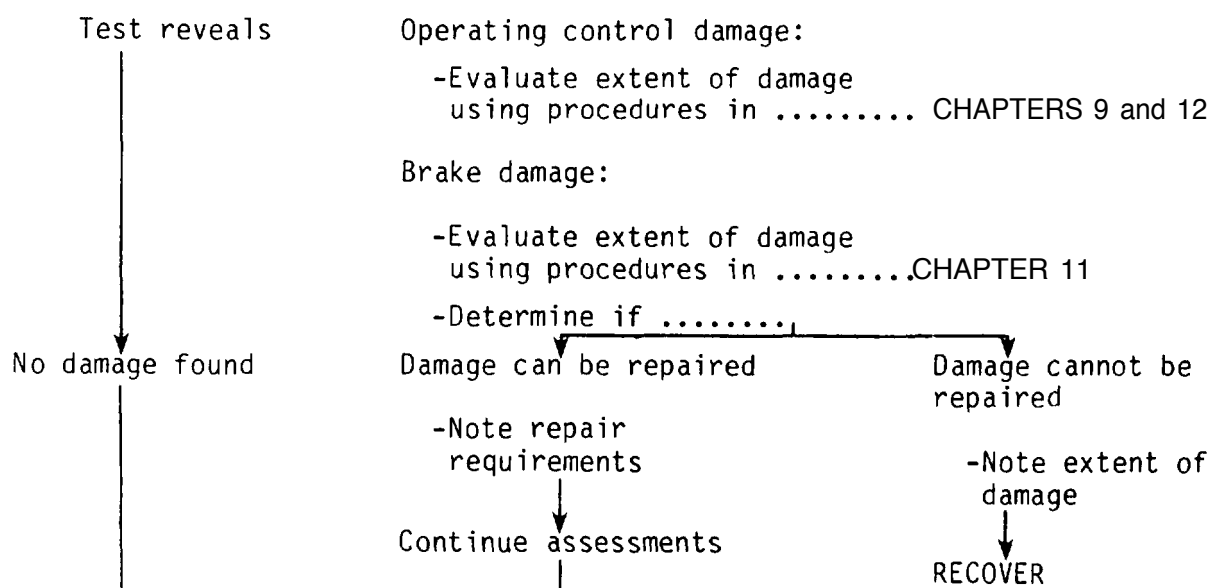 Test reveals
Operating control damage:
-Evaluate extent of damage
using procedures in ......... CHAPTERS 9 and 12
Brake damage:
-Evaluate extent of damage
using procedures in .........CHAPTER 11
-Determine if ........
No damage found
Damage can be repaired
-Note repair
requirements
Continue assessments
Damage cannot be
repaired
-Note extent of
damage
RECOVER